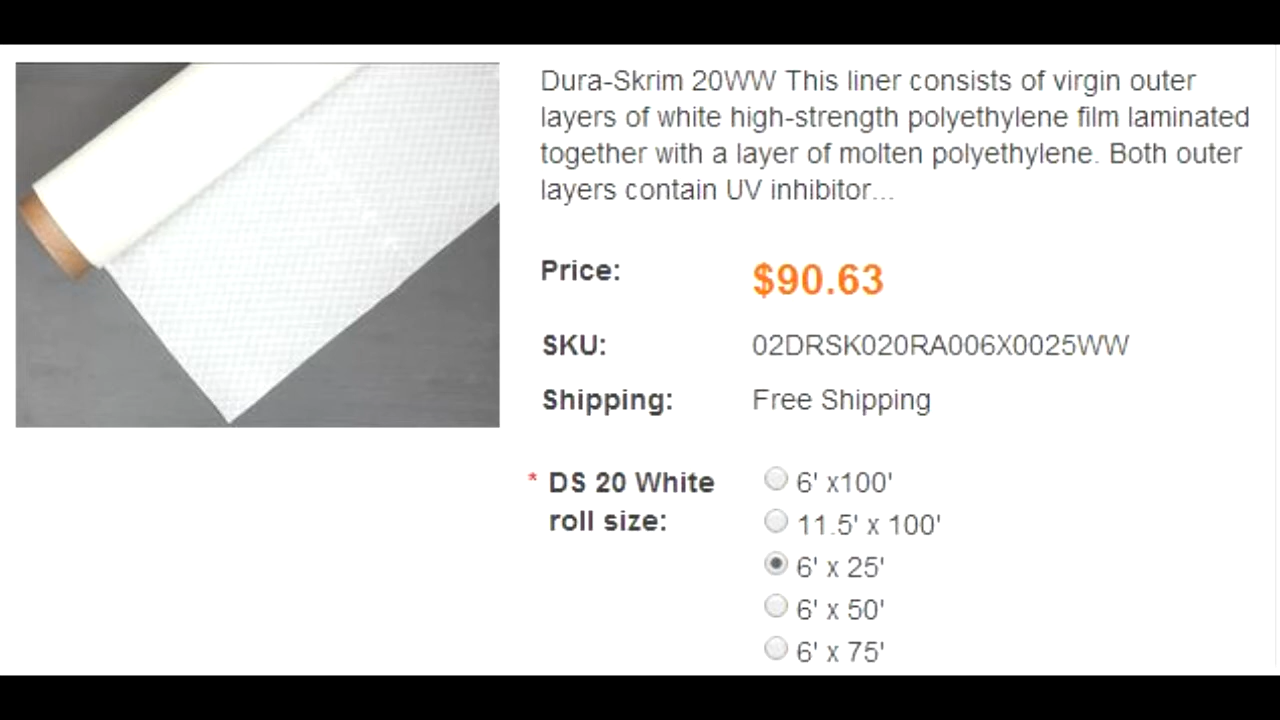 Dura-Skrim 20WW This liner consists of virgin outer
layers of white high-strength polyethylene film laminated
together with a layer of molten polyethylene. Both outer
layers contain UV inhibitor...
Price: $90.63
SKU: 02DRSK020RA006X0025WW
Shipping: Free Shipping
* DS 20 White
roll size:
6' x100'
11.5' x 100'
6' x 25'
6' x 50'
6' x 75'